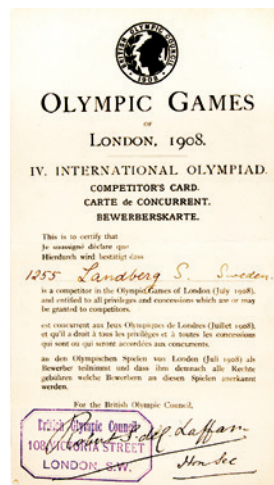 BRITISH OLYMPIC COUNCIL
1908
OLYMPIC GAMES
OF
LONDON, 1908.
IV. INTERNATIONAL OLYMPIAD.
COMPETITOR'S CARD.
CARTE de CONCURRENT.
BEWERBERSKARTE.
This is to certify that
Je soussigné déclare que
Hierdurch wird bestätigt dass
1255 Landberg S. Sweden.
is a competitor in the Olympic Games of London (July 1908),
and entitled to all privileges and concessions which are or may
be granted to competitors.
est concurrent aux Jeux Olympiques de Londres (Juillet 1908),
et qu'il a droit à tous les privilèges et à toutes les concessions
qui sont ou qui seront accordées aux concurrents.
an den Olympischen Spielen von London (Juli 1908) als
Bewerber teilnimmt und dass ihm demnach alle Rechte
gebühren welche Bewerbern an diesen Spielen anerkannt
werden.
For the British Olympic Council,
British Olympic Council
108 VICTORIA STREET
LONDON, S.W.
Robert S. de C. Laffan
Hon Sec